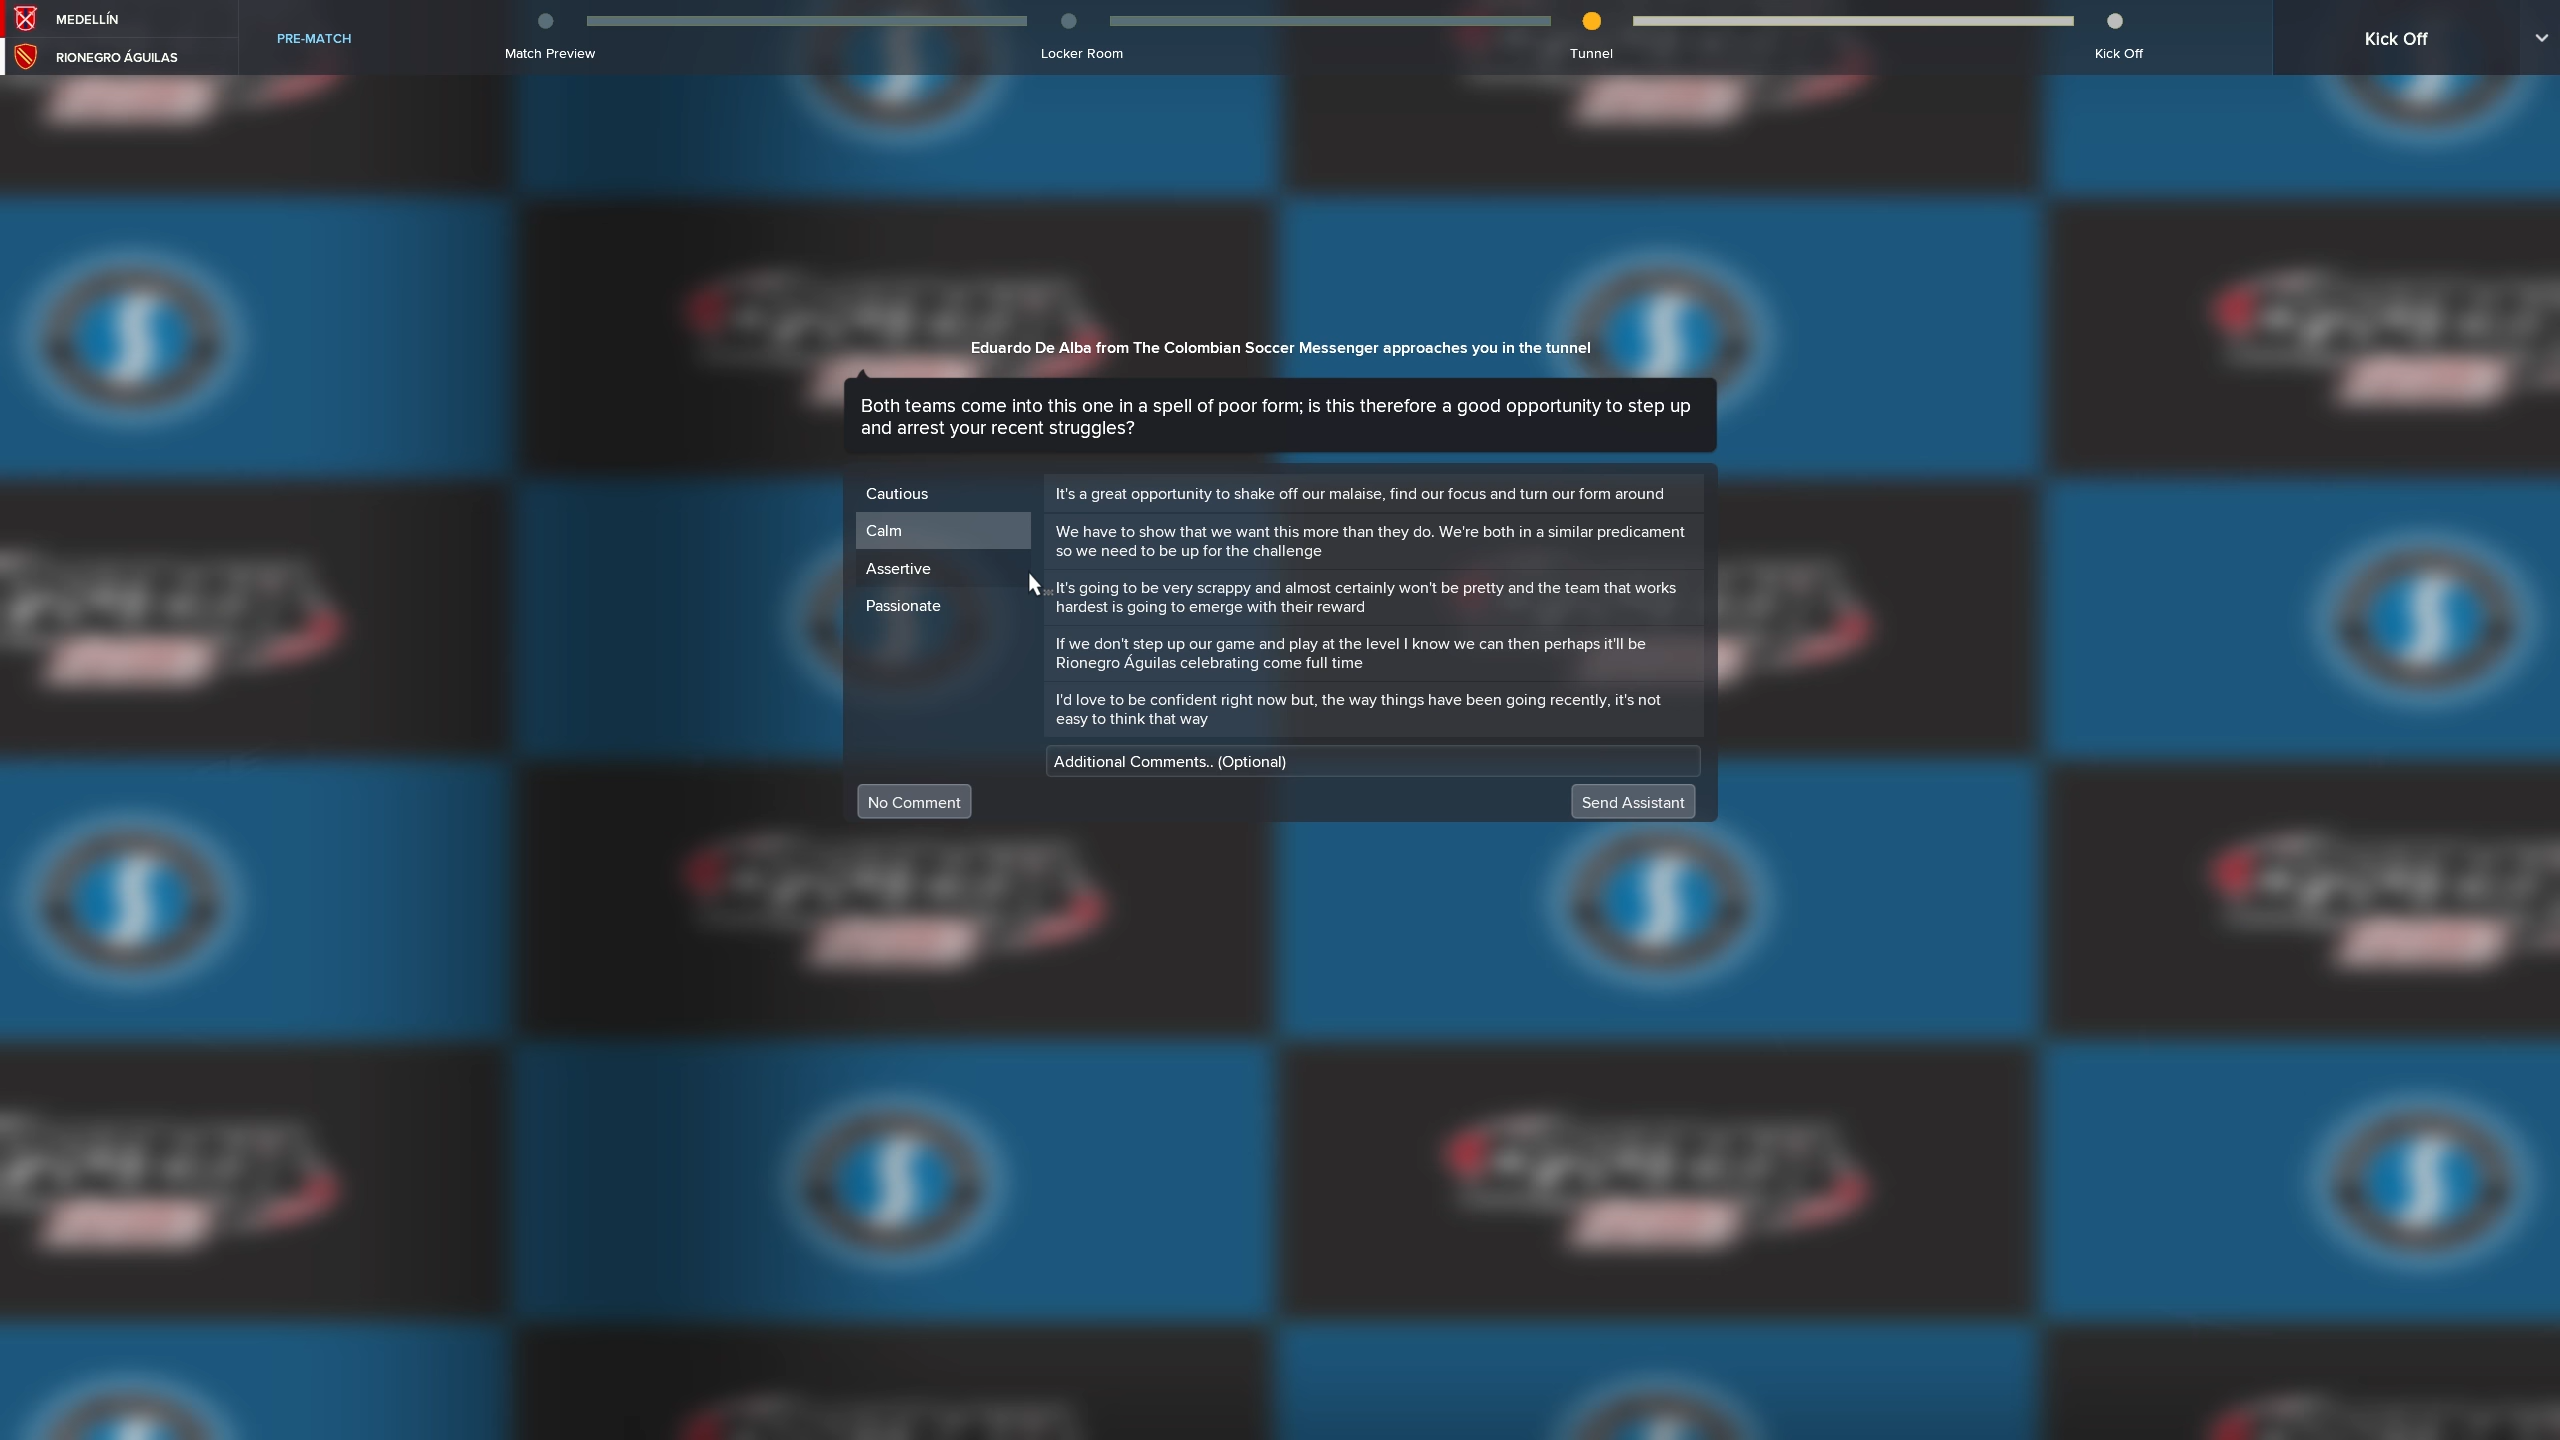 MEDELLÍN
RIONEGRO ÁGUILAS
PRE-MATCH
Match Preview
Locker Room
Tunnel
Kick Off
Kick Off
Eduardo De Alba from The Colombian Soccer Messenger approaches you in the tunnel
Both teams come into this one in a spell of poor form; is this therefore a good opportunity to step up
and arrest your recent struggles?
Cautious
Calm
Assertive
Passionate
It's a great opportunity to shake off our malaise, find our focus and turn our form around
We have to show that we want this more than they do. We're both in a similar predicament
so we need to be up for the challenge
It's going to be very scrappy and almost certainly won't be pretty and the team that works
hardest is going to emerge with their reward
If we don't step up our game and play at the level I know we can then perhaps it'll be
Rionegro Águilas celebrating come full time
I'd love to be confident right now but, the way things have been going recently, it's not
easy to think that way
Additional Comments.. (Optional)
No Comment
Send Assistant